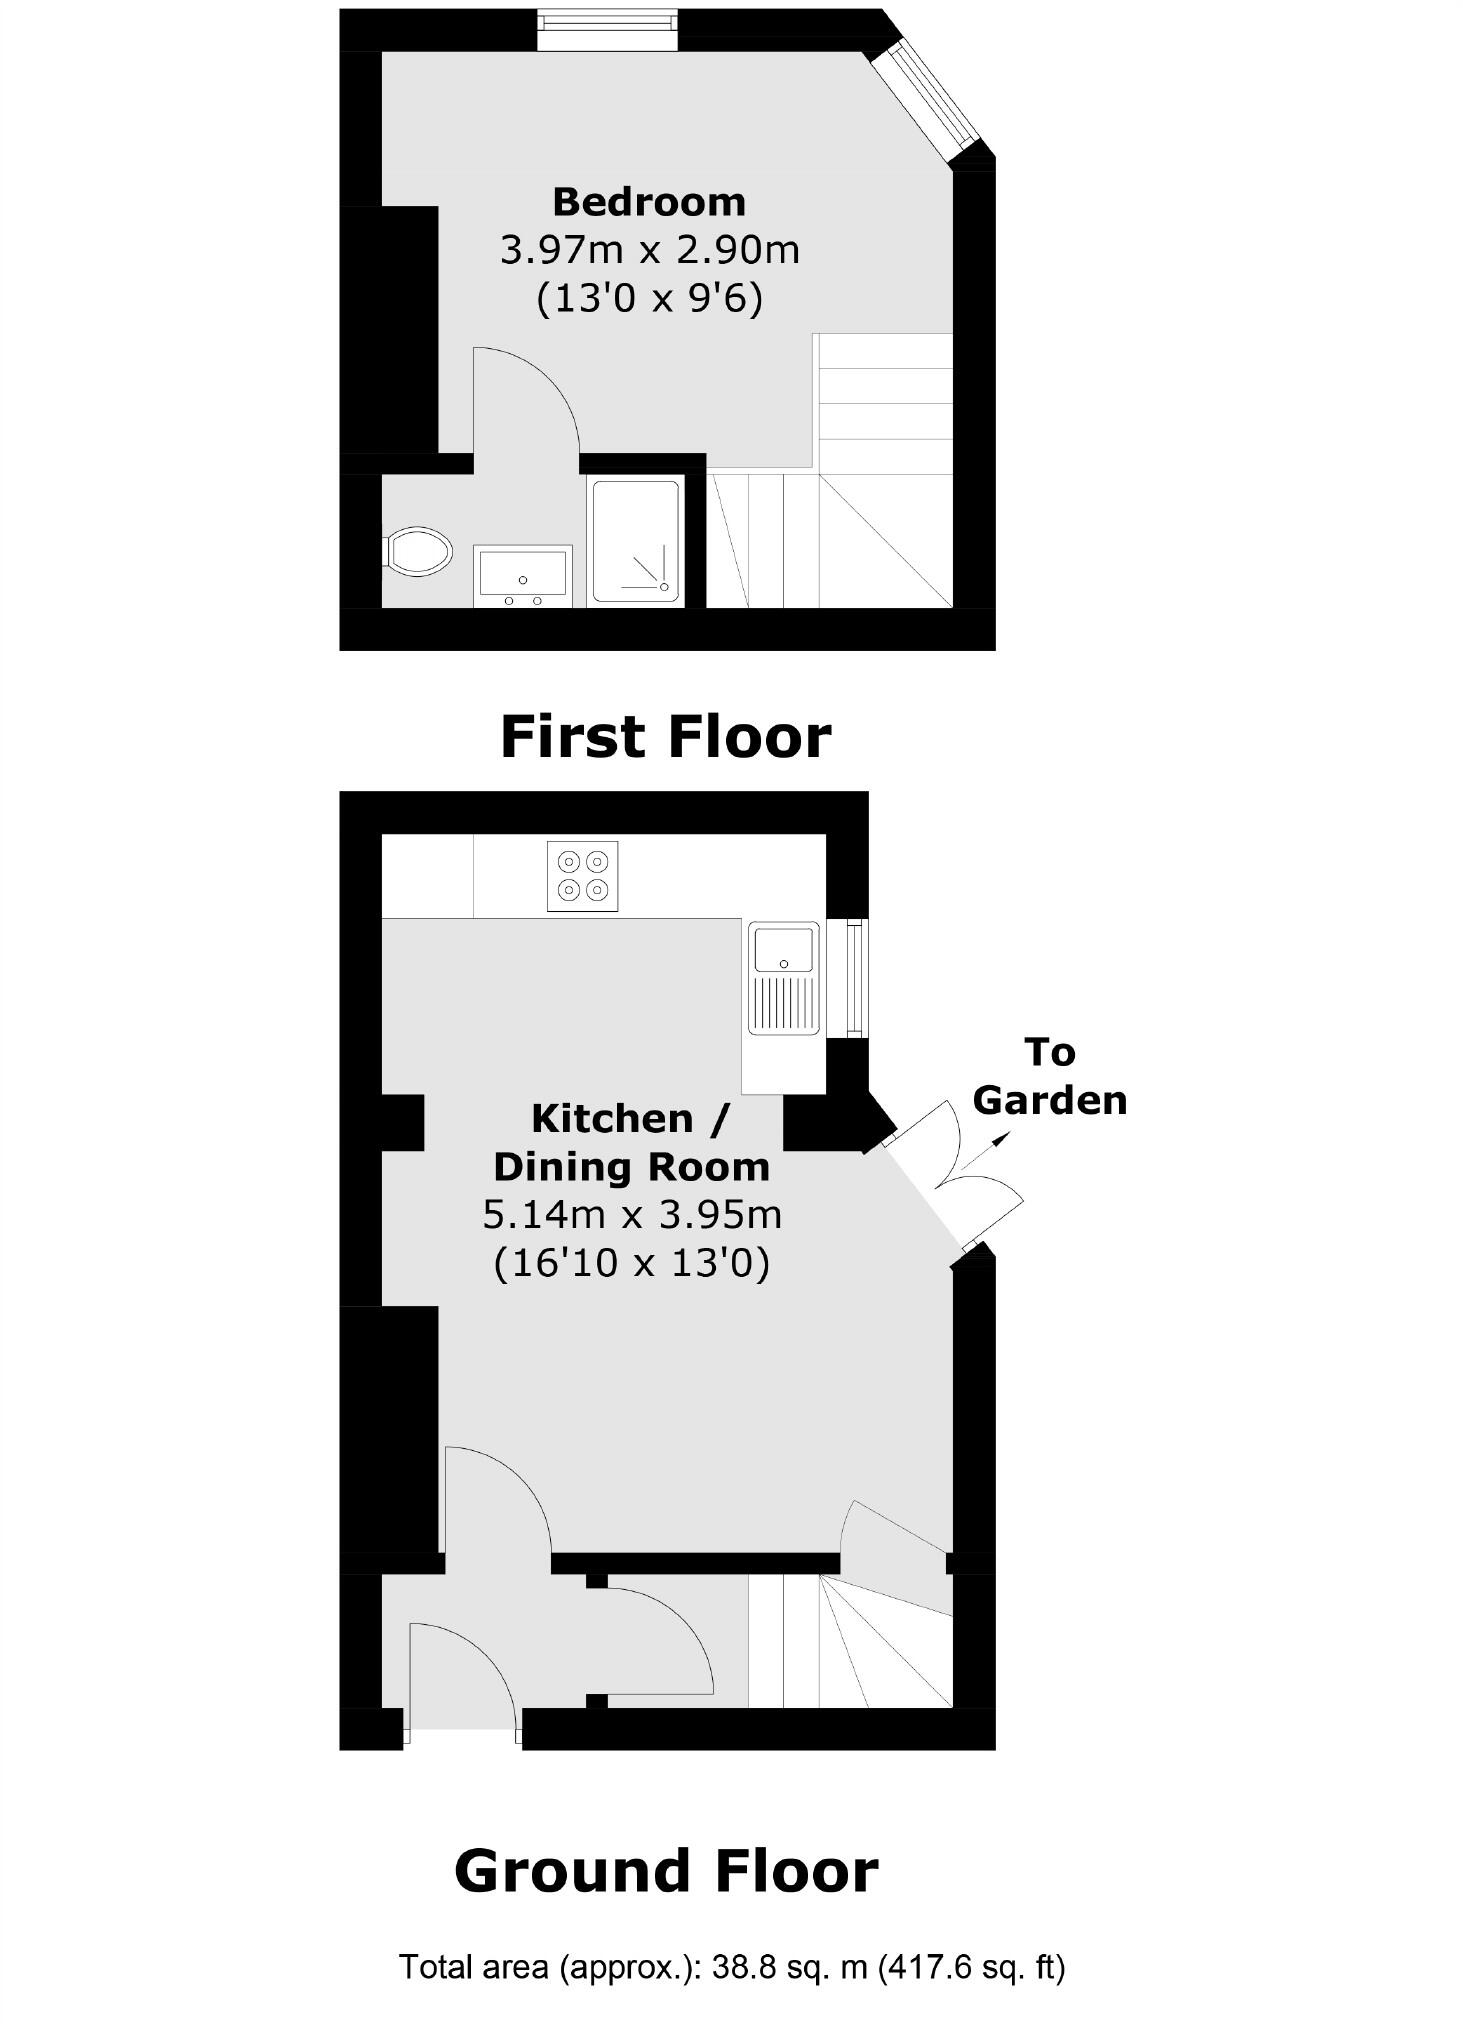 Bedroom
3.97m x 2.90m
(13'0 x 9'6)
First Floor
To
Garden
Kitchen /
Dining Room
5.14m x 3.95m
(16'10 x 13'0)
Ground Floor
Total area (approx.): 38.8 sq. m (417.6 sq. ft)